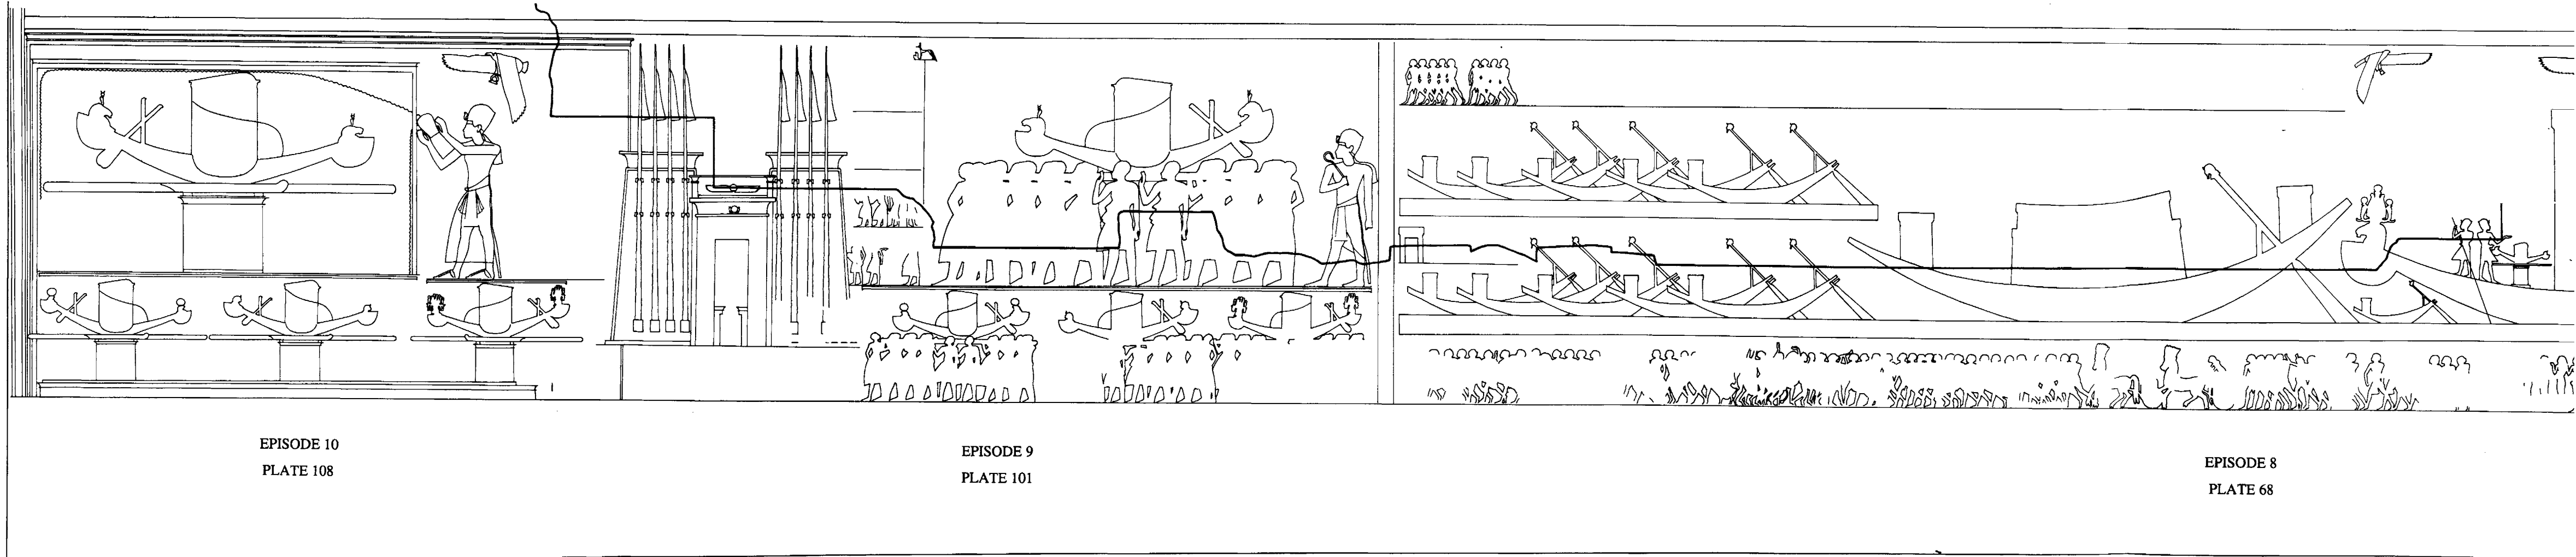 EPISODE 10
PLATE 108
EPISODE 9
PLATE 101
EPISODE 8
PLATE 68